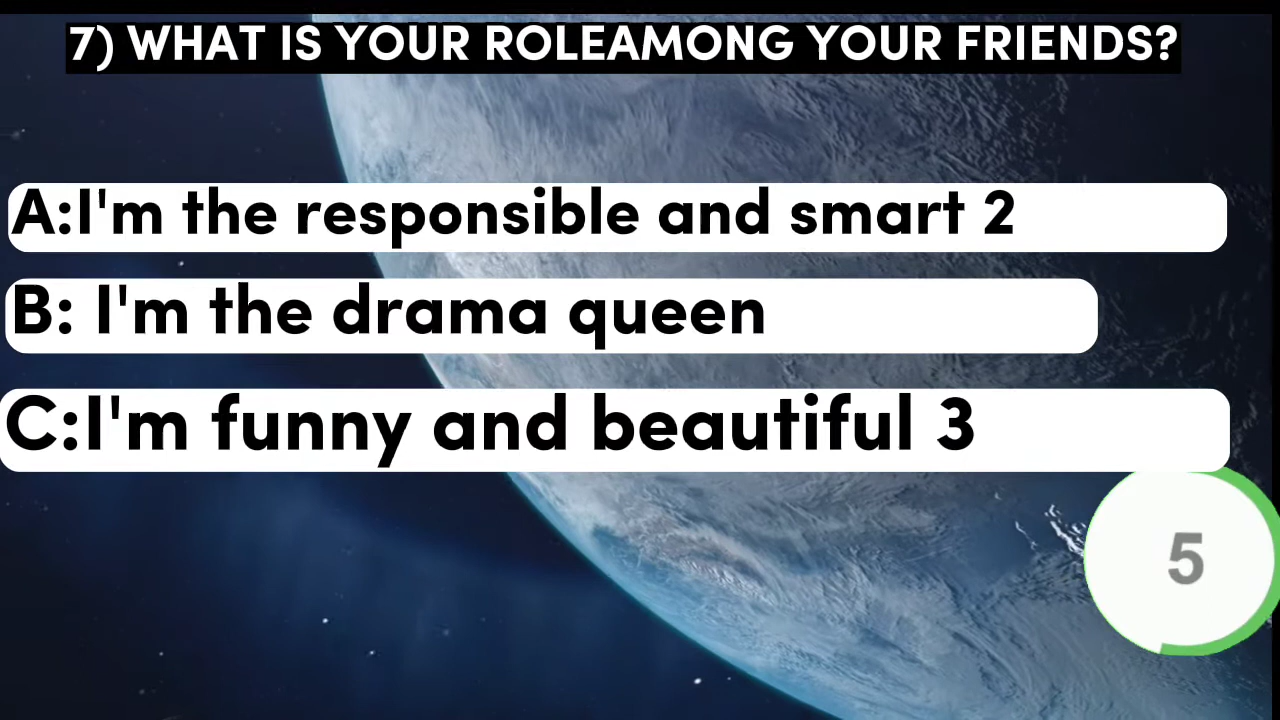 7) WHAT IS YOUR ROLEAMONG YOUR FRIENDS?
A:I'm the responsible and smart 2
B: I'm the drama queen
C:I'm funny and beautiful 3
5